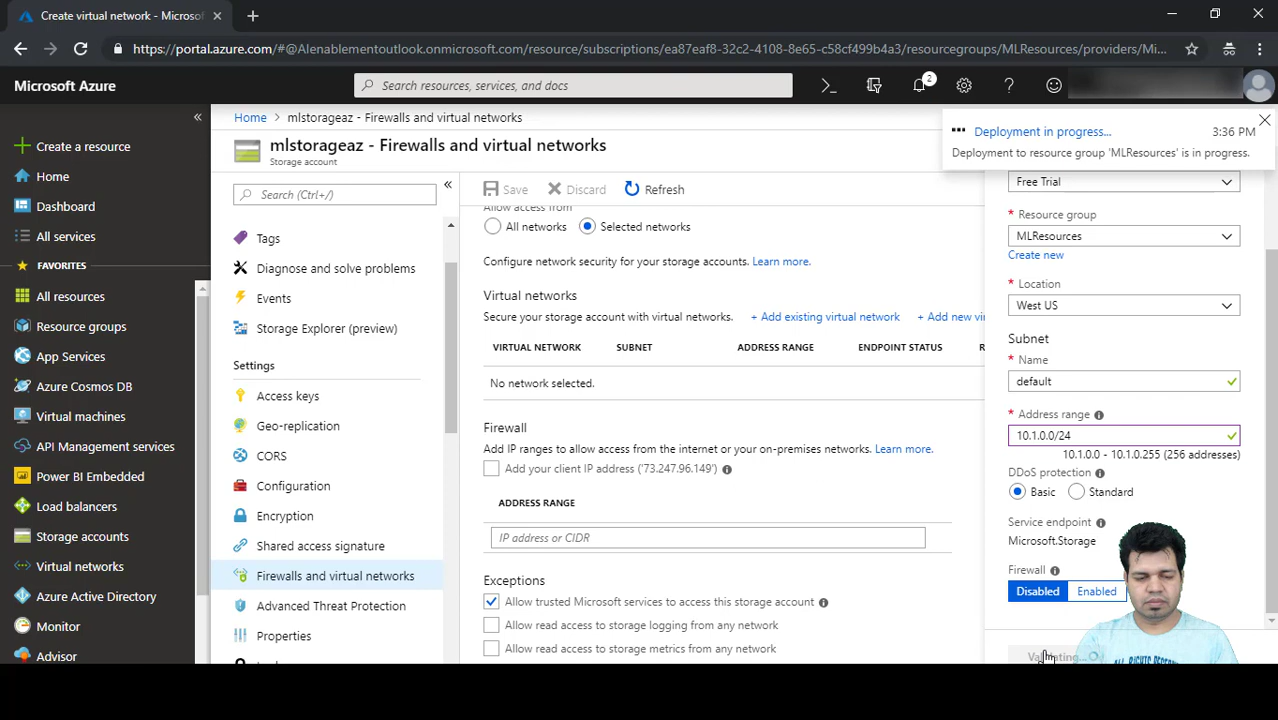 Create virtual network - Microsof
https://portal.azure.com/#@AIenablementoutlook.onmicrosoft.com/resource/subscriptions/ea87eaf8-32c2-4108-8e65-c58cf499b4a3/resourcegroups/MLResources/providers/Mi...
Microsoft Azure
Search resources, services, and docs
2
Create a resource
Home
Dashboard
All services
FAVORITES
All resources
Resource groups
App Services
Azure Cosmos DB
Virtual machines
API Management services
Power BI Embedded
Load balancers
Storage accounts
Virtual networks
Azure Active Directory
Monitor
Advisor
Home > mlstorageaz - Firewalls and virtual networks
mlstorageaz - Firewalls and virtual networks
Storage account
Search (Ctrl+/)
Tags
Diagnose and solve problems
Events
Storage Explorer (preview)
Settings
Access keys
Geo-replication
CORS
Configuration
Encryption
Shared access signature
Firewalls and virtual networks
Advanced Threat Protection
Properties
Save Discard Refresh
Allow access from
All networks Selected networks
Configure network security for your storage accounts. Learn more.
Virtual networks
Secure your storage account with virtual networks. + Add existing virtual network + Add new vi
VIRTUAL NETWORK SUBNET ADDRESS RANGE ENDPOINT STATUS R
No network selected.
Firewall
Add IP ranges to allow access from the internet or your on-premises networks. Learn more.
Add your client IP address ('73.247.96.149')
ADDRESS RANGE
IP address or CIDR
Exceptions
Allow trusted Microsoft services to access this storage account
Allow read access to storage logging from any network
Allow read access to storage metrics from any network
Deployment in progress... 3:36 PM
Deployment to resource group 'MLResources' is in progress.
Free Trial
* Resource group
MLResources
Create new
* Location
West US
Subnet
* Name
default
* Address range
10.1.0.0/24
10.1.0.0 - 10.1.0.255 (256 addresses)
DDoS protection
Basic Standard
Service endpoint
Microsoft.Storage
Firewall
Disabled Enabled
Validating...